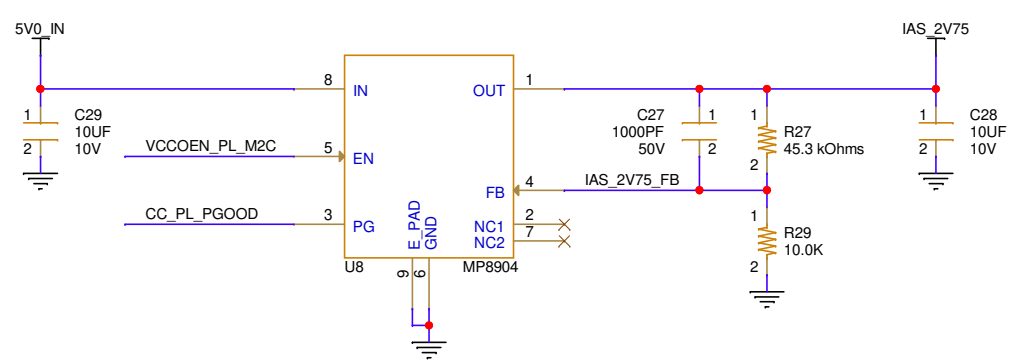 5V0_IN
IAS_2V75
8
IN
OUT
1
1
C29
10UF
10V
2
C27
1000PF
50V
1
2
1
R27
45.3 kOhms
2
1
C28
10UF
10V
2
VCCOEN_PL_M2C
5
EN
IAS_2V75_FB
4
FB
CC_PL_PGOOD
3
PG
E_PAD
GND
NC1
2
NC2
7
1
R29
10.0K
2
U8
MP8904
9
6